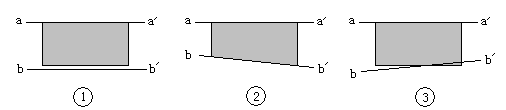 a a′ a a′ a a′
b b′ b b′ b b′
① ② ③